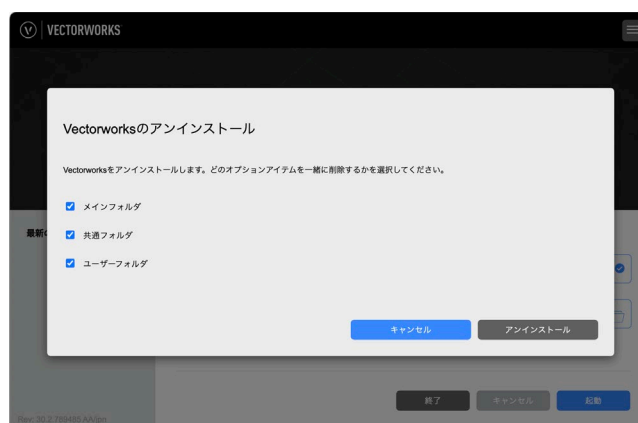 VECTORWORKS
Vectorworksのアンインストール
Vectorworksをアンインストールします。どのオプションアイテムを一緒に削除するかを選択してください。
メインフォルダ
共通フォルダ
最新
ユーザーフォルダ
キャンセル アンインストール
終了 キャンセル 起動